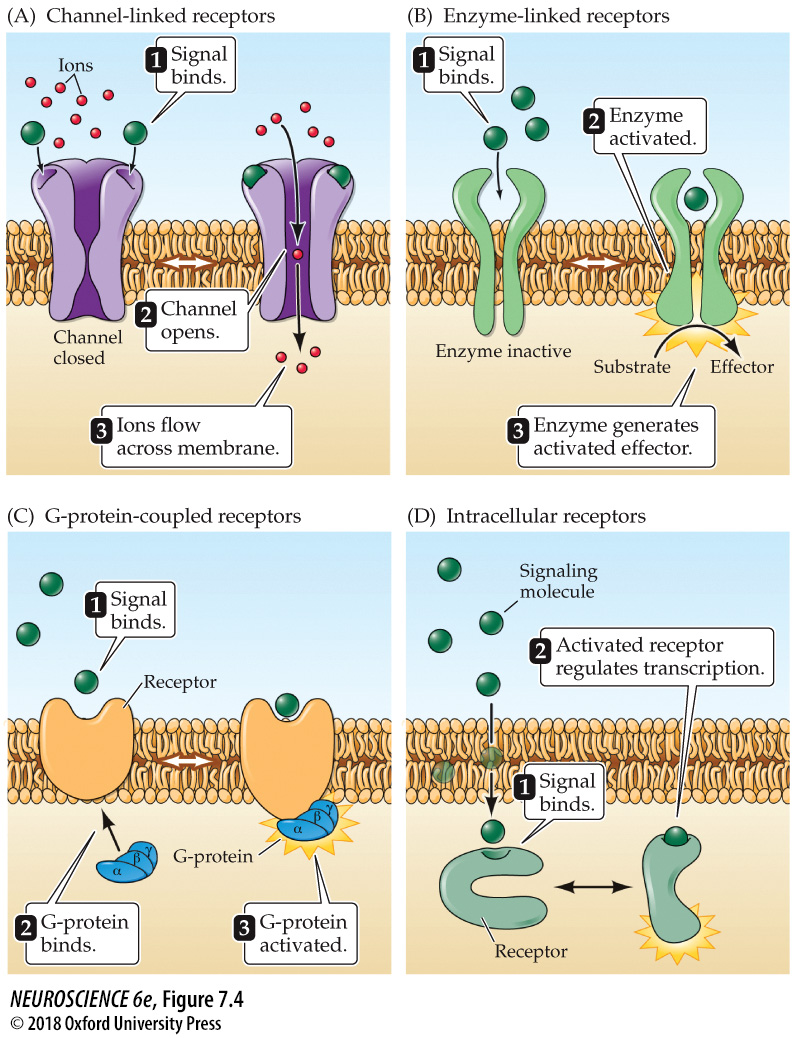 (A) Channel-linked receptors
Ions
1 Signal
binds.
Channel
closed
2 Channel
opens.
3 Ions flow
across membrane.
(B) Enzyme-linked receptors
1 Signal
binds.
2 Enzyme
activated.
Enzyme inactive
Substrate
Effector
3 Enzyme generates
activated effector.
(C) G-protein-coupled receptors
1 Signal
binds.
Receptor
α β γ
G-protein
α β γ
2 G-protein
binds.
3 G-protein
activated.
(D) Intracellular receptors
Signaling
molecule
2 Activated receptor
regulates transcription.
1 Signal
binds.
Receptor
NEUROSCIENCE 6e, Figure 7.4
© 2018 Oxford University Press